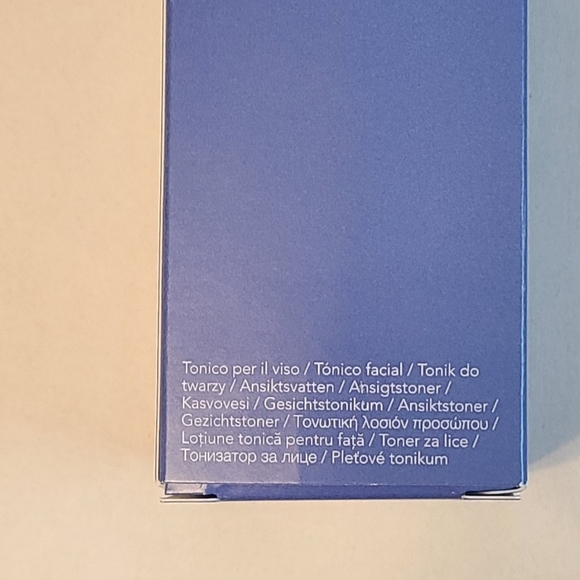 Tonico per il viso / Tónico facial / Tonik do
twarzy / Ansiktsvatten / Ansigtstoner /
Kasvovesi / Gesichtstonikum / Ansiktstoner /
Gezichtstoner / Τονωτική λοσιόν προσώπου /
Loțiune tonică pentru față / Toner za lice /
Тонизатор за лице / Pleťové tonikum